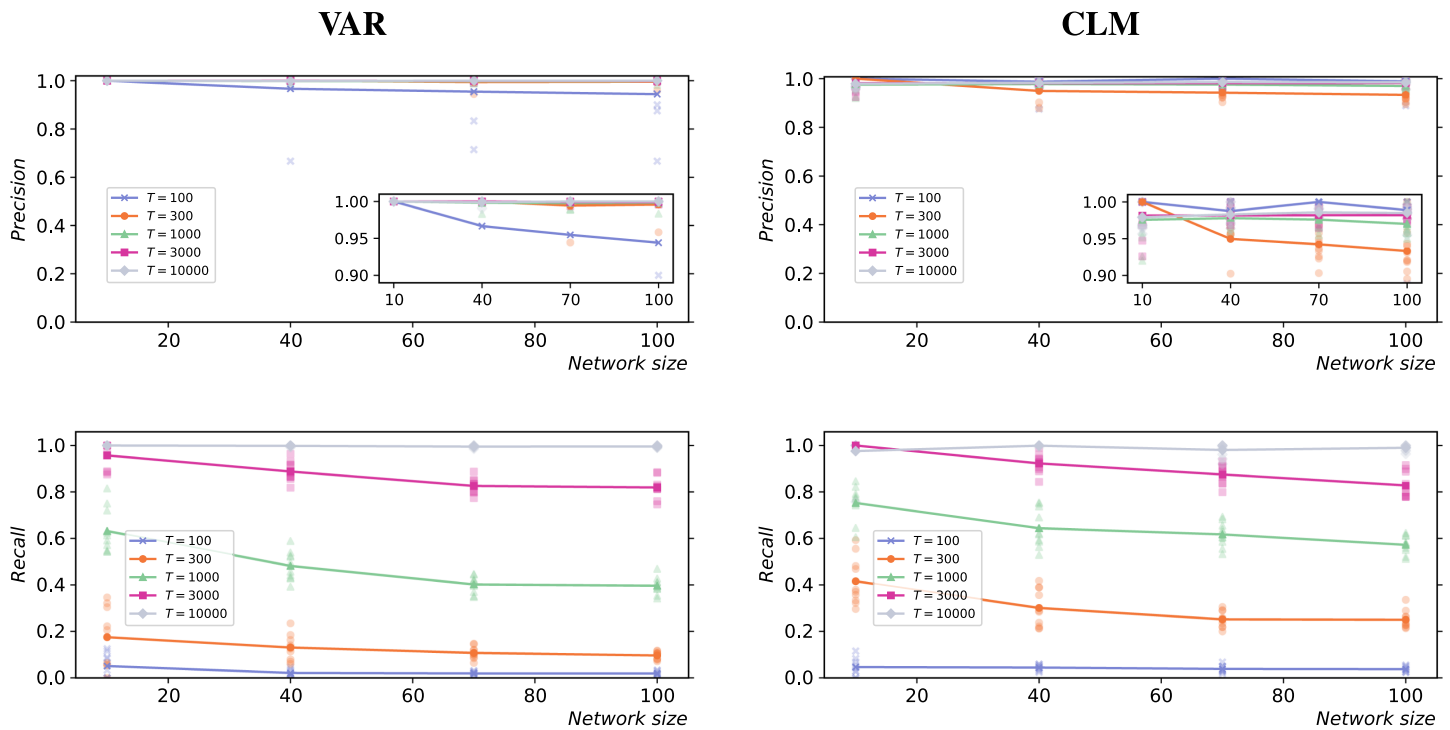 VAR
CLM
1.0
0.8
0.6
0.4
0.2
0.0
Precision
T = 100
T = 300
T = 1000
T = 3000
T = 10000
1.00
0.95
0.90
10 40 70 100
20 40 60 80 100
Network size
1.0
0.8
0.6
0.4
0.2
0.0
Precision
T = 100
T = 300
T = 1000
T = 3000
T = 10000
1.00
0.95
0.90
10 40 70 100
20 40 60 80 100
Network size
1.0
0.8
0.6
0.4
0.2
0.0
Recall
T = 100
T = 300
T = 1000
T = 3000
T = 10000
20 40 60 80 100
Network size
1.0
0.8
0.6
0.4
0.2
0.0
Recall
T = 100
T = 300
T = 1000
T = 3000
T = 10000
20 40 60 80 100
Network size